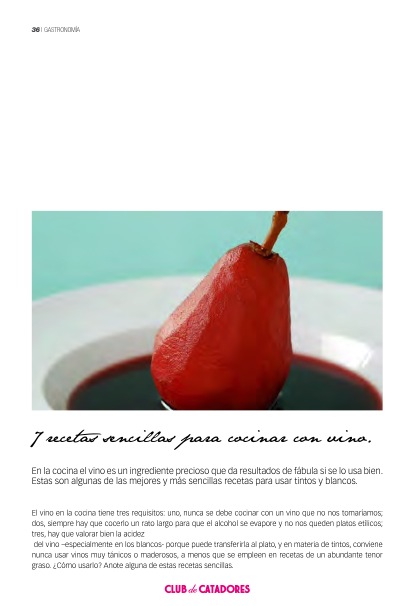 36 | GASTRONOMÍA
7 recetas sencillas para cocinar con vino.
En la cocina el vino es un ingrediente precioso que da resultados de fábula si se lo usa bien.
Estas son algunas de las mejores y más sencillas recetas para usar tintos y blancos.
El vino en la cocina tiene tres requisitos: uno, nunca se debe cocinar con un vino que no nos tomaríamos;
dos, siempre hay que cocerlo un rato largo para que el alcohol se evapore y no nos queden platos etílicos;
tres, hay que valorar bien la acidez
del vino –especialmente en los blancos- porque puede transferirla al plato, y en materia de tintos, conviene
nunca usar vinos muy tánicos o maderosos, a menos que se empleen en recetas de un abundante tenor
graso. ¿Cómo usarlo? Anote alguna de estas recetas sencillas.
CLUB de CATADORES